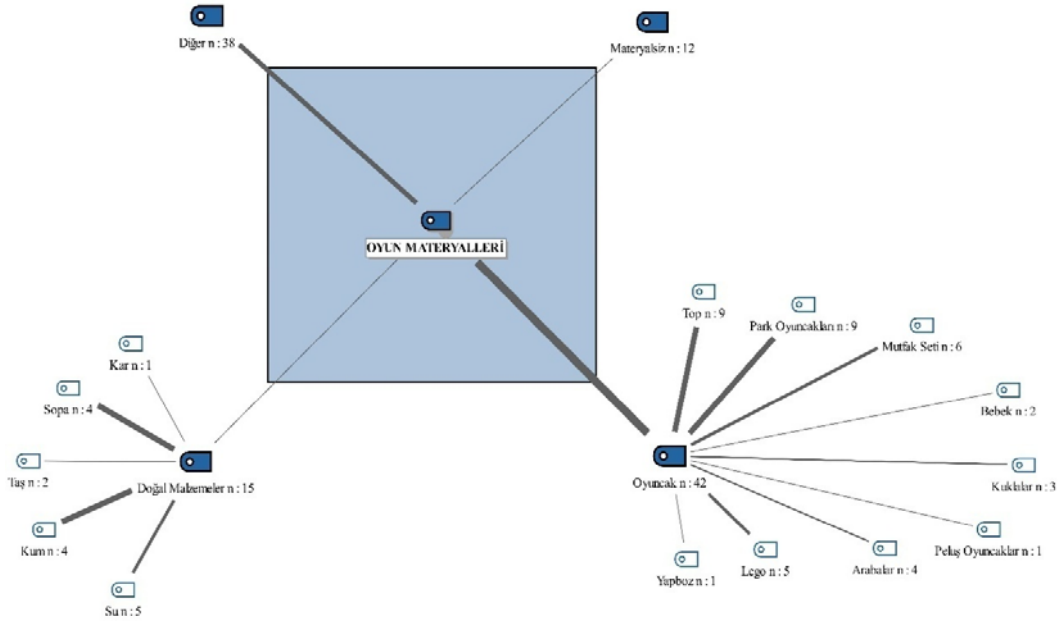 Diğer n : 38
Materyalsiz n : 12
OYUN MATERYALLERİ
Top n : 9
Park Oyuncakları n : 9
Mutfak Seti n : 6
Kar n : 1
Bebek n : 2
Sopa n : 4
Taş n : 2
Doğal Malzemeler n : 15
Oyuncak n : 42
Kuklalar n : 3
Kum n : 4
Peluş Oyuncaklar n : 1
Arabalar n : 4
Lego n : 5
Yapboz n : 1
Su n : 5